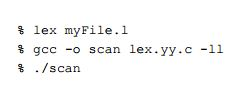 % lex myFile.l
% gcc -o scan lex.yy.c -ll
% ./scan